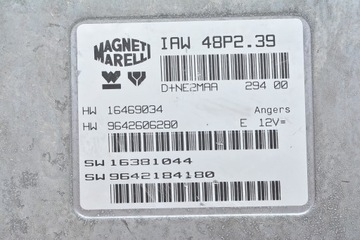 MAGNETI
MARELLI
IAW 48P2.39
D+NE2MAA 294 00
HW 16469034 Angers
HW 9642606280 E 12V=
SW 16381044
SW 9642184180